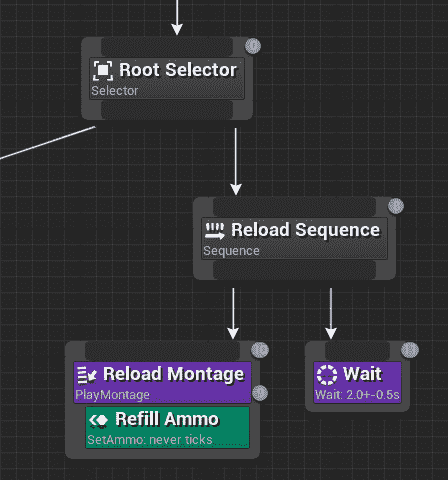 Root Selector
Selector
Reload Sequence
Sequence
Reload Montage
PlayMontage
Refill Ammo
SetAmmo: never ticks
Wait
Wait: 2.0+-0.5s